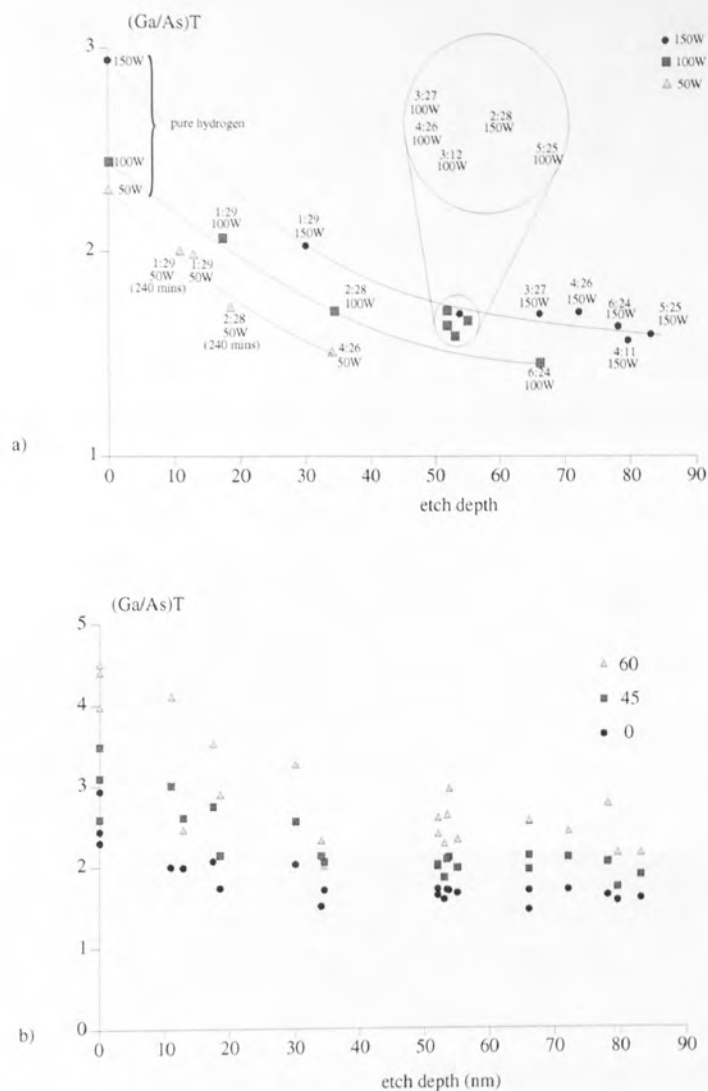 (Ga/As)T
3
150W
100W
50W
150W
pure hydrogen
100W
50W
3:27
100W
4:26
100W
3:12
100W
2:28
150W
5:25
100W
2
1:29
100W
1:29
150W
1:29
50W
(240 mins)
1:29
50W
2:28
50W
(240 mins)
2:28
100W
4:26
50W
3:27
150W
4:26
150W
6:24
150W
5:25
150W
4:11
150W
6:24
100W
a)
1
0 10 20 30 40 50 60 70 80 90
etch depth
(Ga/As)T
5
60
45
0
4
3
2
1
0
b)
0 10 20 30 40 50 60 70 80 90
etch depth (nm)